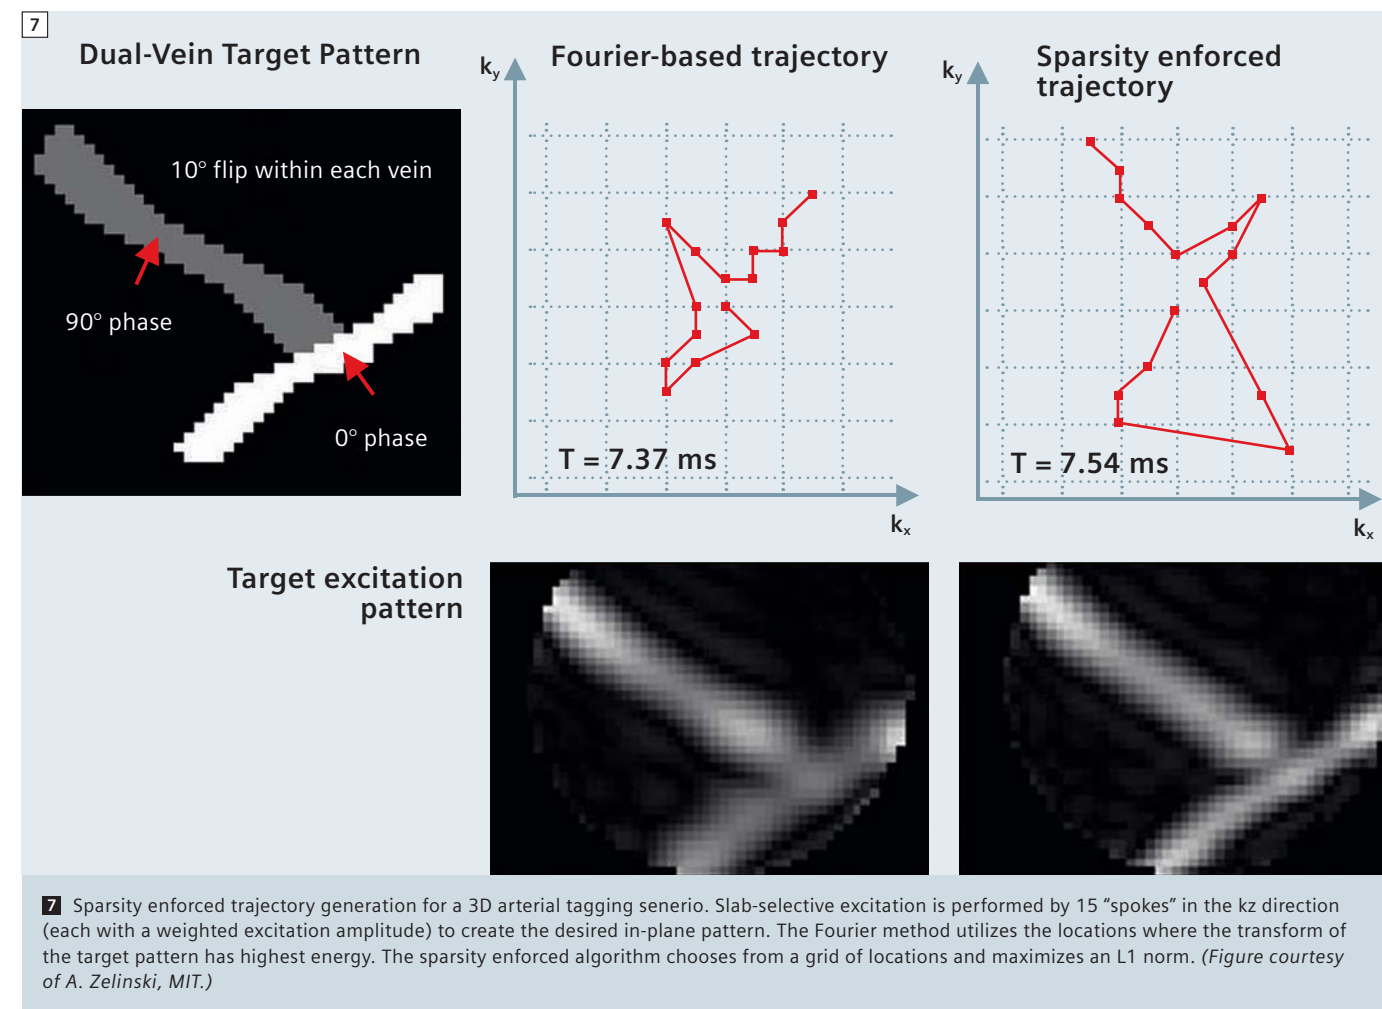 7
Dual-Vein Target Pattern
10° flip within each vein
90° phase
0° phase
Fourier-based trajectory
ky
T = 7.37 ms
kx
Sparsity enforced
trajectory
ky
T = 7.54 ms
kx
Target excitation
pattern
7 Sparsity enforced trajectory generation for a 3D arterial tagging senerio. Slab-selective excitation is performed by 15 “spokes” in the kz direction
(each with a weighted excitation amplitude) to create the desired in-plane pattern. The Fourier method utilizes the locations where the transform of
the target pattern has highest energy. The sparsity enforced algorithm chooses from a grid of locations and maximizes an L1 norm. (Figure courtesy
of A. Zelinski, MIT.)